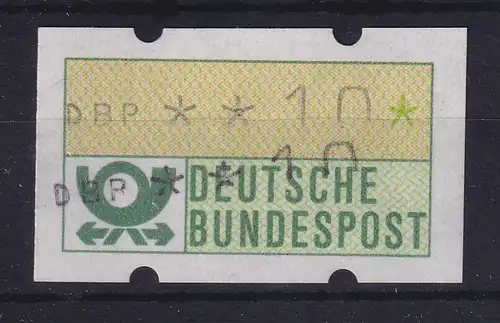 DBP * * 10 *
DBP * * 10
DEUTSCHE
BUNDESPOST